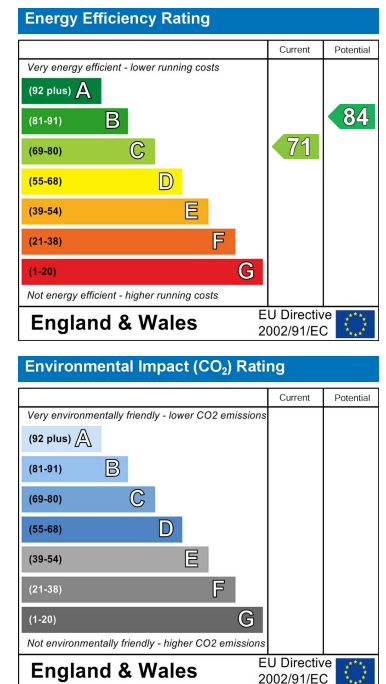 Energy Efficiency Rating
Current Potential
Very energy efficient - lower running costs
(92 plus) A
(81-91) B
84
(69-80) C
71
(55-68) D
(39-54) E
(21-38) F
(1-20) G
Not energy efficient - higher running costs
England & Wales
EU Directive
2002/91/EC
Environmental Impact (CO₂) Rating
Current Potential
Very environmentally friendly - lower CO2 emissions
(92 plus) A
(81-91) B
(69-80) C
(55-68) D
(39-54) E
(21-38) F
(1-20) G
Not environmentally friendly - higher CO2 emissions
England & Wales
EU Directive
2002/91/EC